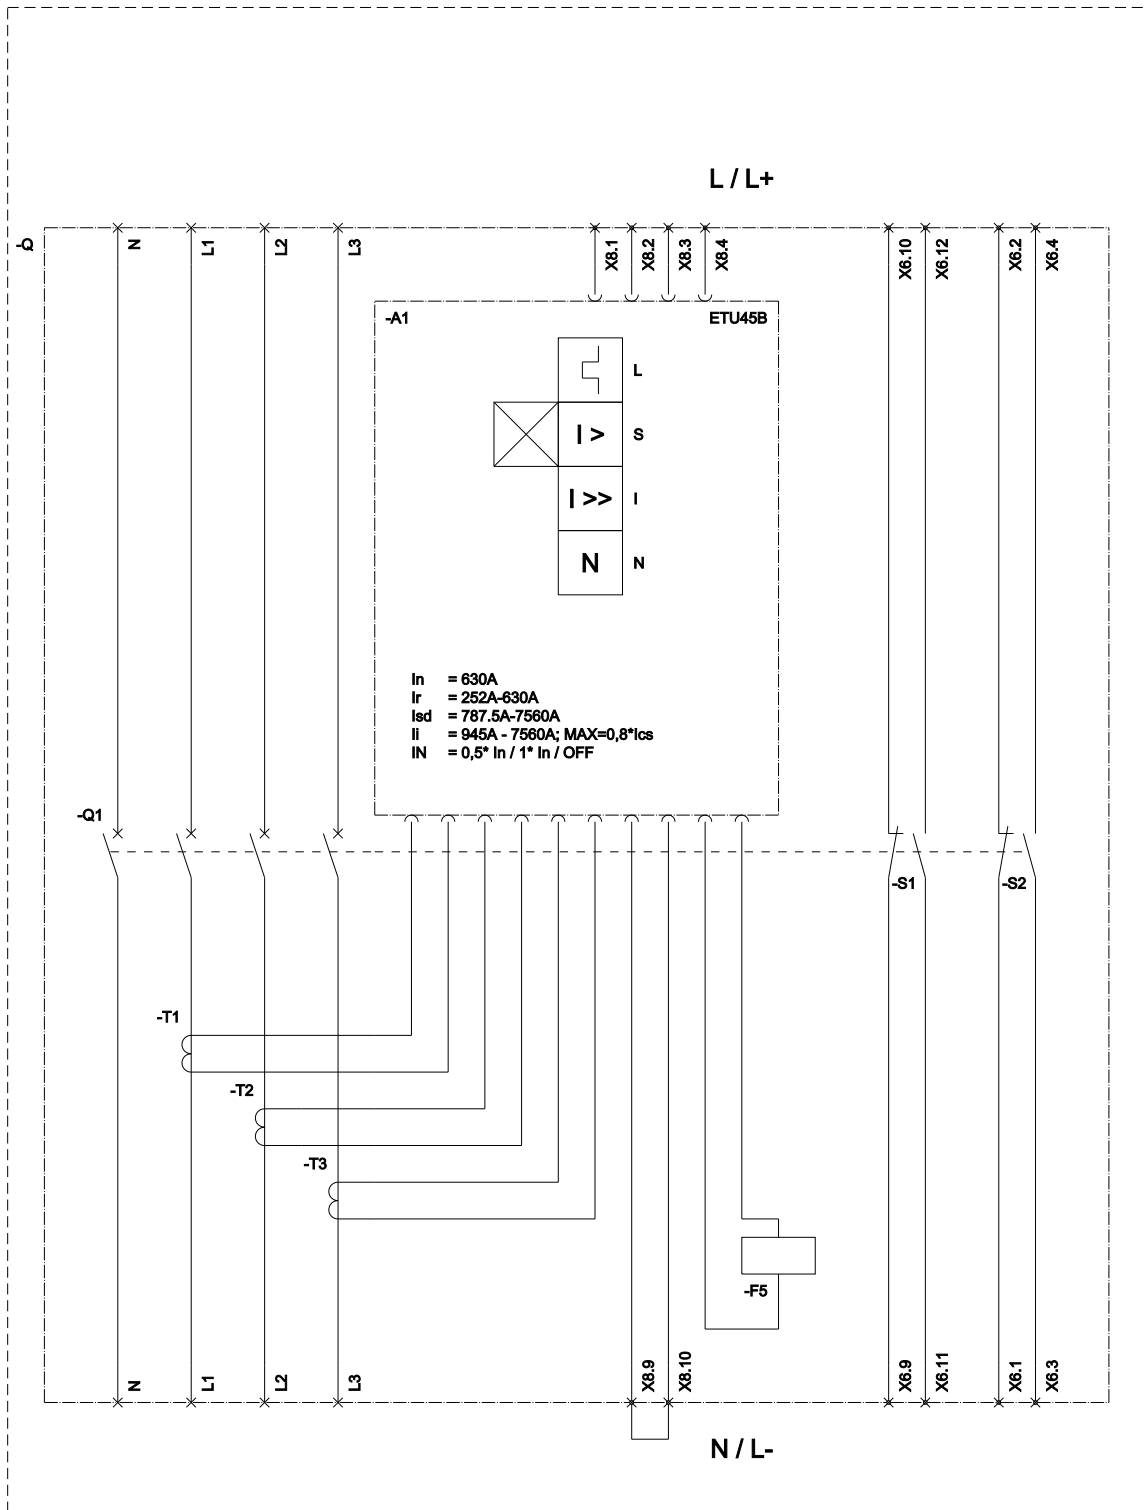 L / L+
-Q
N
L1
L2
L3
X8.1
X8.2
X8.3
X8.4
X6.10
X6.12
X6.2
X6.4
-A1
ETU45B
L
I >
S
I >>
I
N
N
In = 630A
Ir = 252A-630A
Isd = 787.5A-7560A
Ii = 945A - 7560A; MAX=0,8*Ics
IN = 0,5* In / 1* In / OFF
-Q1
-S1
-S2
-T1
-T2
-T3
-F5
N
L1
L2
L3
X8.9
X8.10
X6.9
X6.11
X6.1
X6.3
N / L-